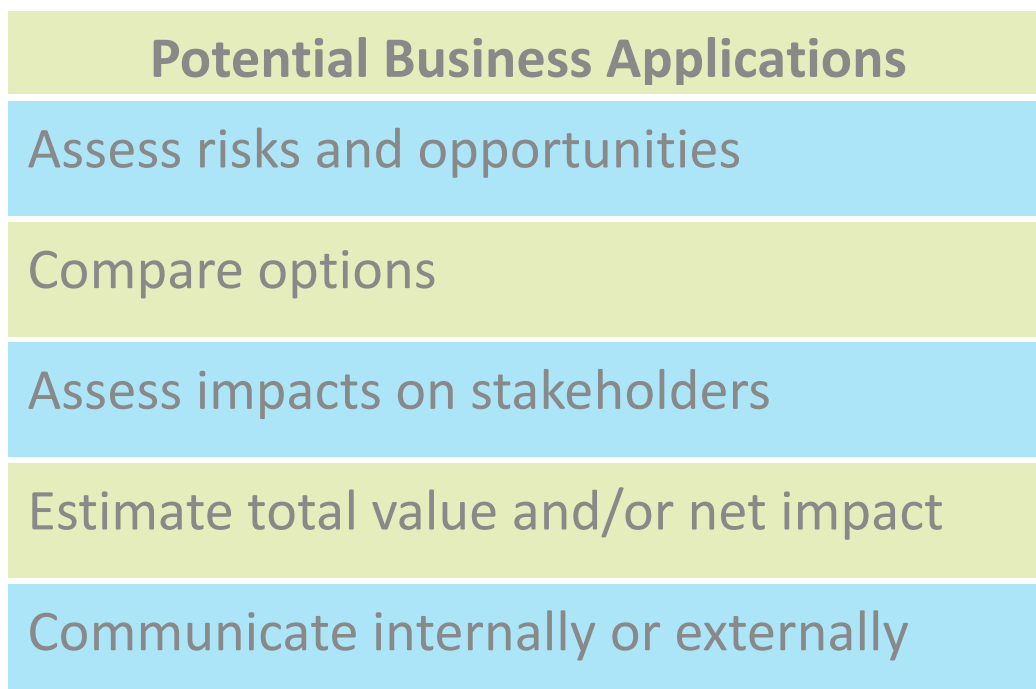 Potential Business Applications
Assess risks and opportunities
Compare options
Assess impacts on stakeholders
Estimate total value and/or net impact
Communicate internally or externally